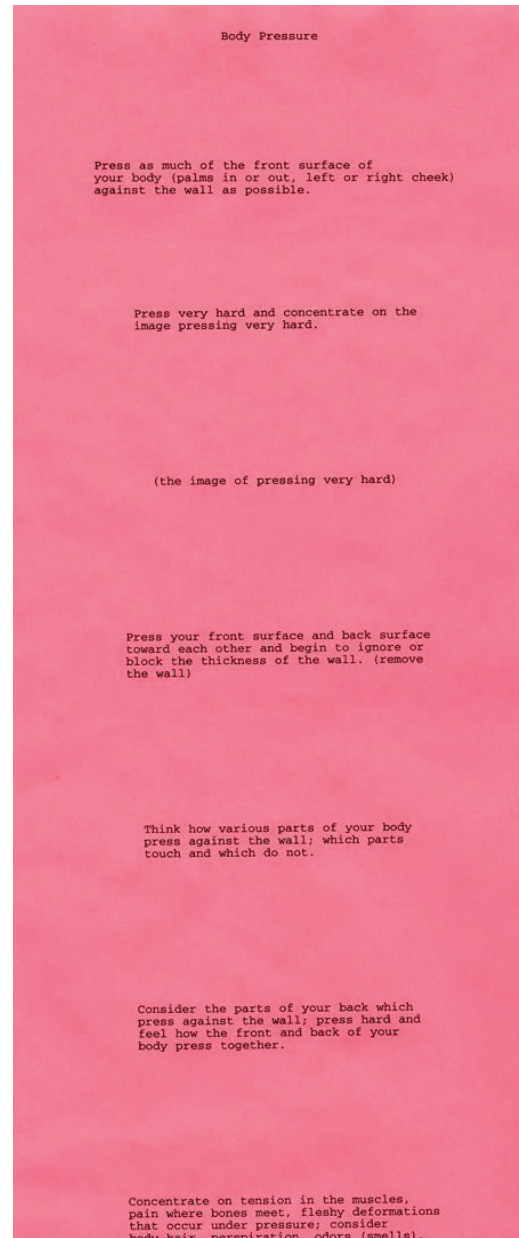 Body Pressure
Press as much of the front surface of
your body (palms in or out, left or right cheek)
against the wall as possible.
Press very hard and concentrate on the
image pressing very hard.
(the image of pressing very hard)
Press your front surface and back surface
toward each other and begin to ignore or
block the thickness of the wall. (remove
the wall)
Think how various parts of your body
press against the wall; which parts
touch and which do not.
Consider the parts of your back which
press against the wall; press hard and
feel how the front and back of your
body press together.
Concentrate on tension in the muscles,
pain where bones meet, fleshy deformations
that occur under pressure; consider
body hair, perspiration, odors (smells).